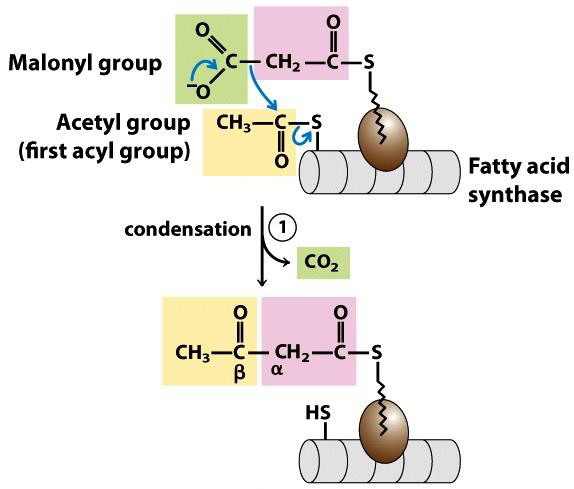 O
O
Malonyl group
C
CH₂
C
S
⁻O
Acetyl group
(first acyl group)
CH₃
C
S
O
Fatty acid
synthase
condensation
1
CO₂
O
O
CH₃
C
CH₂
C
S
β
α
HS